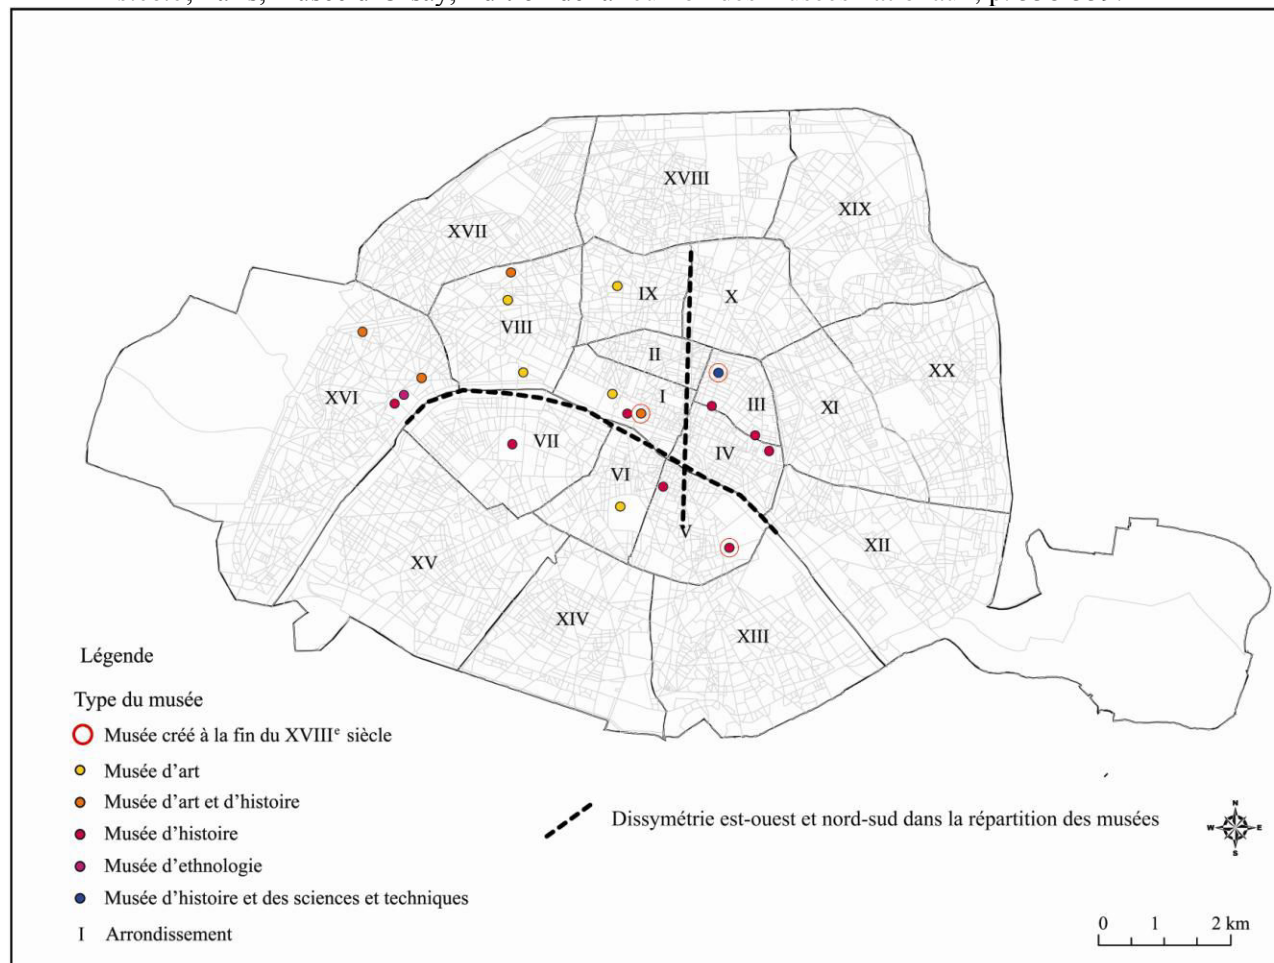 XVIII
XIX
XVII
IX
X
VIII
II
XX
XVI
I
III
XI
VII
IV
VI
V
XII
XV
XIV
XIII
Légende
Type du musée
Musée créé à la fin du XVIIIe siècle
Musée d’art
Musée d’art et d’histoire
Musée d’histoire
Musée d’ethnologie
Musée d’histoire et des sciences et techniques
I Arrondissement
Dissymétrie est-ouest et nord-sud dans la répartition des musées
N
W E
S
0 1 2 km